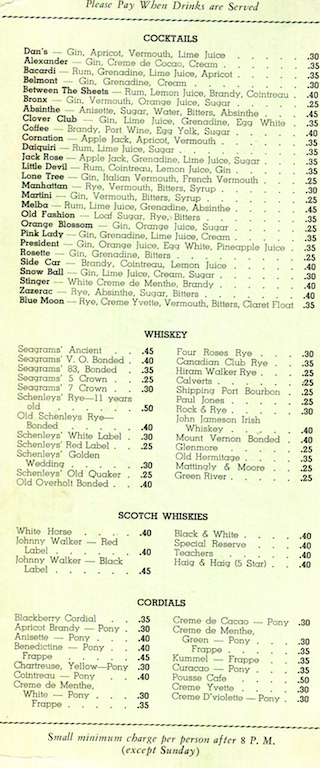 Please Pay When Drinks are Served
COCKTAILS
Dan's — Gin, Apricot, Vermouth, Lime Juice . . . . . .30
Alexander — Gin, Creme de Cocao, Cream . . . . .35
Bacardi — Rum, Grenadine, Lime Juice, Apricot . . . .35
Belmont — Gin, Grenadine, Cream . . . . . .30
Between The Sheets — Rum, Lemon Juice, Brandy, Cointreau . .40
Bronx — Gin, Vermouth, Orange Juice, Sugar . . . . .25
Absinthe — Anisette, Sugar, Water, Bitters, Absinthe . . . .45
Clover Club — Gin, Lime Juice, Grenadine, Egg White . .35
Coffee — Brandy, Port Wine, Egg Yolk, Sugar . . . .40
Cornation — Apple Jack, Apricot, Vermouth . . . . .35
Daiquiri — Rum, Lime Juice, Sugar . . . . . .35
Jack Rose — Apple Jack, Grenadine, Lime Juice, Sugar . . .35
Little Devil — Rum, Cointreau, Lemon Juice, Gin . . . .35
Lone Tree — Gin, Italian Vermouth, French Vermouth . . . .25
Manhattan — Rye, Vermouth, Bitters, Syrup . . . . .30
Martini — Gin, Vermouth, Bitters, Syrup . . . . .25
Melba — Rum, Lime Juice, Grenadine, Absinthe . . . .45
Old Fashion — Loaf Sugar, Rye, Bitters . . . . . .35
Orange Blossom — Gin, Orange Juice, Sugar . . . . .25
Pink Lady — Gin, Grenadine, Lime Juice, Cream . . . .35
President — Gin, Orange Juice, Egg White, Pineapple Juice . .35
Rosette — Gin, Grenadine, Bitters . . . . . . .25
Side Car — Brandy, Cointreau, Lemon Juice . . . . .40
Snow Ball — Gin, Lime Juice, Cream, Sugar . . . . .30
Stinger — White Creme de Menthe, Brandy . . . . .40
Zazerac — Rye, Absinthe, Sugar, Bitters . . . . . .40
Blue Moon — Rye, Creme Yvette, Vermouth, Bitters, Claret Float .35
WHISKEY
Seagrams' Ancient . . .45
Seagrams' V. O. Bonded . .40
Seagrams' 83, Bonded . .35
Seagrams' 5 Crown . . .25
Seagrams' 7 Crown . . .30
Schenleys' Rye—11 years
old . . . . . . .50
Old Schenleys Rye—
Bonded . . . . . .40
Schenleys' White Label . .30
Schenleys' Red Label . . .25
Schenleys' Golden
Wedding . . . . . .30
Schenleys' Old Quaker . .25
Old Overholt Bonded . . .40
Four Roses Rye . . . .30
Canadian Club Rye . . .35
Hiram Walker Rye . . . .25
Calverts . . . . . .25
Shipping Port Bourbon . .25
Paul Jones . . . . . .25
Rock & Rye . . . . . .30
John Jameson Irish
Whiskey . . . . . .40
Mount Vernon Bonded . .40
Glenmore . . . . . .25
Old Hermitage . . . . .35
Mattingly & Moore . . .25
Green River . . . . . .25
SCOTCH WHISKIES
White Horse . . . . .40
Johnny Walker — Red
Label . . . . . . .40
Johnny Walker — Black
Label . . . . . . .45
Black & White . . . . .40
Special Reserve . . . . .40
Teachers . . . . . .40
Haig & Haig (5 Star) . . .40
CORDIALS
Blackberry Cordial . . .35
Apricot Brandy — Pony . .30
Anisette — Pony . . . .40
Benedictine — Pony . . .40
Frappe . . . . . .45
Chartreuse, Yellow—Pony .30
Cointreau — Pony . . . .40
Creme de Menthe,
White — Pony . . . .30
Frappe . . . . . .35
Creme de Cacao — Pony .30
Creme de Menthe,
Green — Pony . . . .30
Frappe . . . . . .35
Kummel — Frappe . . . .35
Curacao — Pony . . . .35
Pousse Cafe . . . . .50
Creme Yvette . . . . .30
Creme D'violette — Pony . .30
Small minimum charge per person after 8 P. M.
(except Sunday)